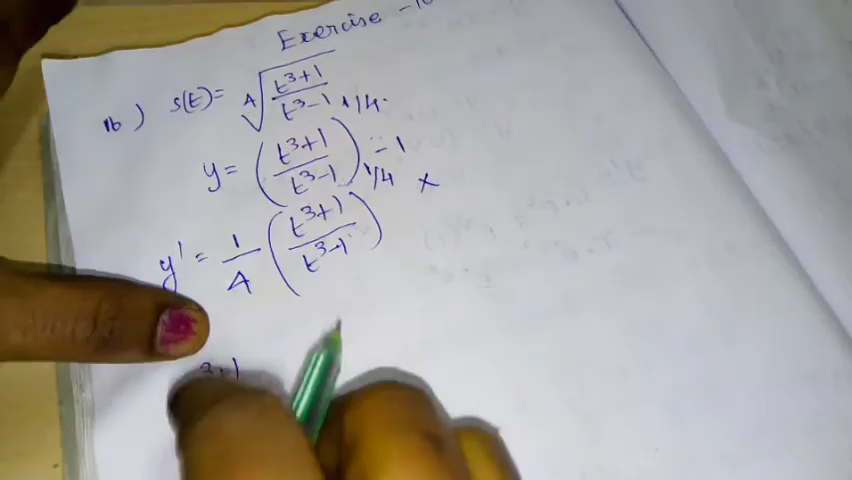 Exercise -
16) s(t) = ∜((t³+1)/(t³-1))
y = ((t³+1)/(t³-1))^1/4
y' = 1/4 ((t³+1)/(t³-1))^1/4 -1 ×